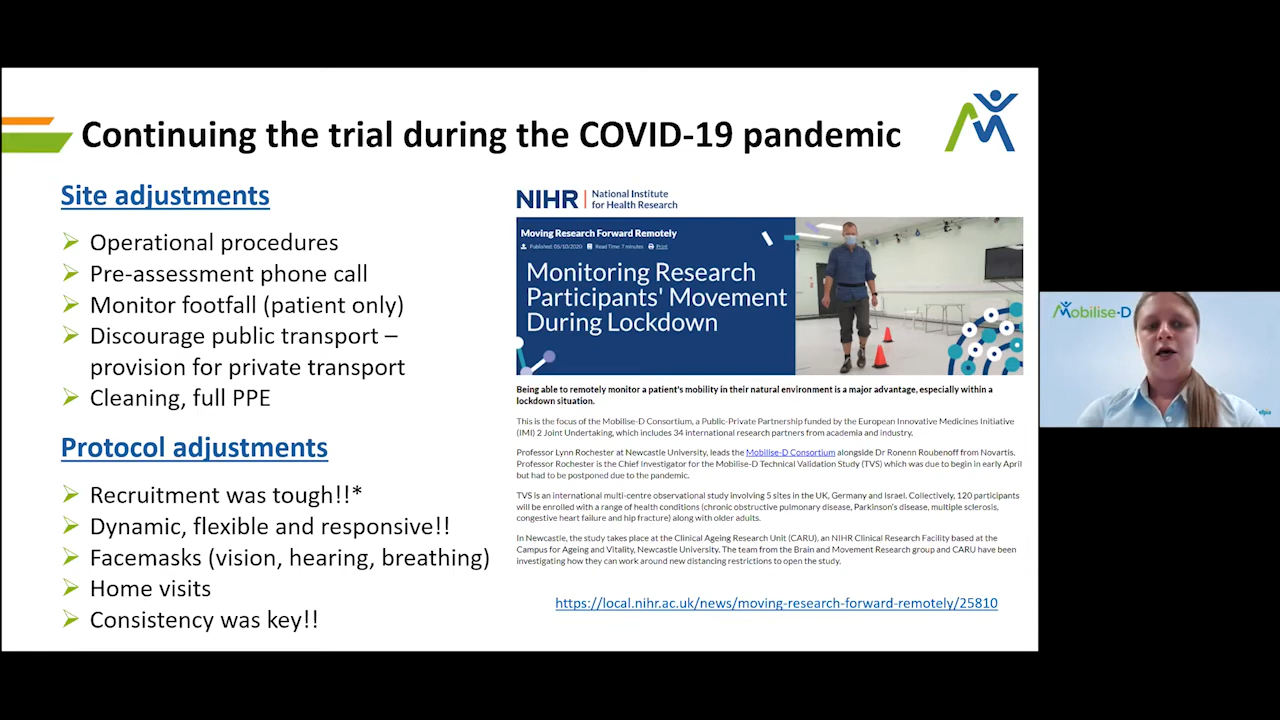 Continuing the trial during the COVID-19 pandemic
Site adjustments
Operational procedures
Pre-assessment phone call
Monitor footfall (patient only)
Discourage public transport –
provision for private transport
Cleaning, full PPE
Protocol adjustments
Recruitment was tough!!*
Dynamic, flexible and responsive!!
Facemasks (vision, hearing, breathing)
Home visits
Consistency was key!!
NIHR | National Institute
for Health Research
Moving Research Forward Remotely
Published: 05/10/2020 Read Time: 7 minutes Print
Monitoring Research
Participants' Movement
During Lockdown
Being able to remotely monitor a patient's mobility in their natural environment is a major advantage, especially within a
lockdown situation.
This is the focus of the Mobilise-D Consortium, a Public-Private Partnership funded by the European Innovative Medicines Initiative
(IMI) 2 Joint Undertaking, which includes 34 international research partners from academia and industry.
Professor Lynn Rochester at Newcastle University, leads the Mobilise-D Consortium alongside Dr Ronenn Roubenoff from Novartis.
Professor Rochester is the Chief Investigator for the Mobilise-D Technical Validation Study (TVS) which was due to begin in early April
but had to be postponed due to the pandemic.
TVS is an international multi-centre observational study involving 5 sites in the UK, Germany and Israel. Collectively, 120 participants
will be enrolled with a range of health conditions (chronic obstructive pulmonary disease, Parkinson's disease, multiple sclerosis,
congestive heart failure and hip fracture) along with older adults.
In Newcastle, the study takes place at the Clinical Ageing Research Unit (CARU), an NIHR Clinical Research Facility based at the
Campus for Ageing and Vitality, Newcastle University. The team from the Brain and Movement Research group and CARU have been
investigating how they can work around new distancing restrictions to open the study.
https://local.nihr.ac.uk/news/moving-research-forward-remotely/25810
Mobilise-D